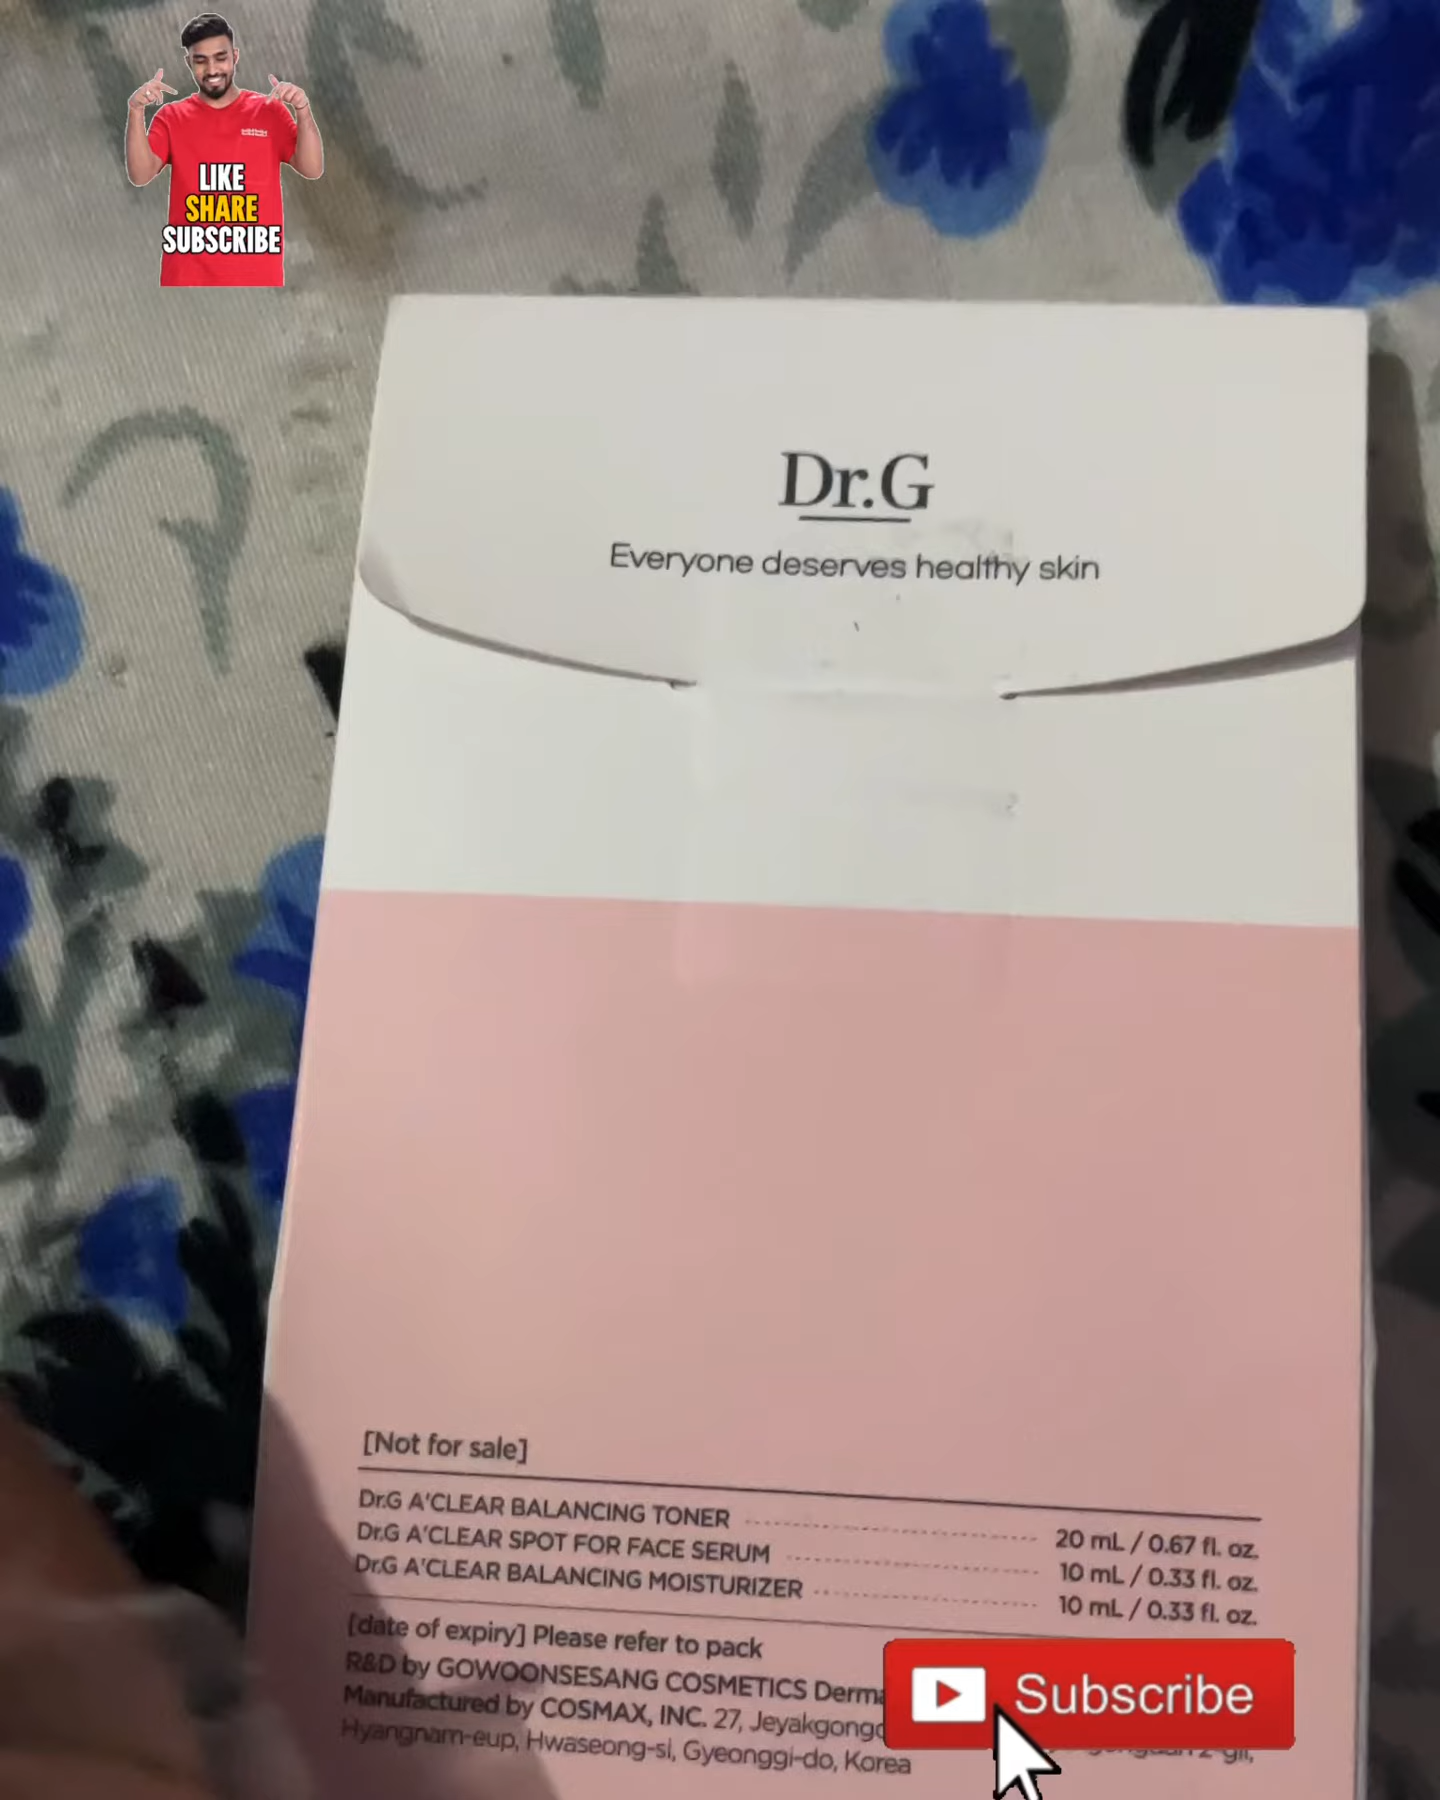 LIKE
SHARE
SUBSCRIBE
Dr.G
Everyone deserves healthy skin
[Not for sale]
Dr.G A'CLEAR BALANCING TONER 20 mL / 0.67 fl. oz.
Dr.G A'CLEAR SPOT FOR FACE SERUM 10 mL / 0.33 fl. oz.
Dr.G A'CLEAR BALANCING MOISTURIZER 10 mL / 0.33 fl. oz.
[date of expiry] Please refer to pack
R&D by GOWOONSESANG COSMETICS
Manufactured by COSMAX, INC. 27,
Hyangnam-eup, Hwaseong-si, Gyeonggi-do, Korea
Subscribe